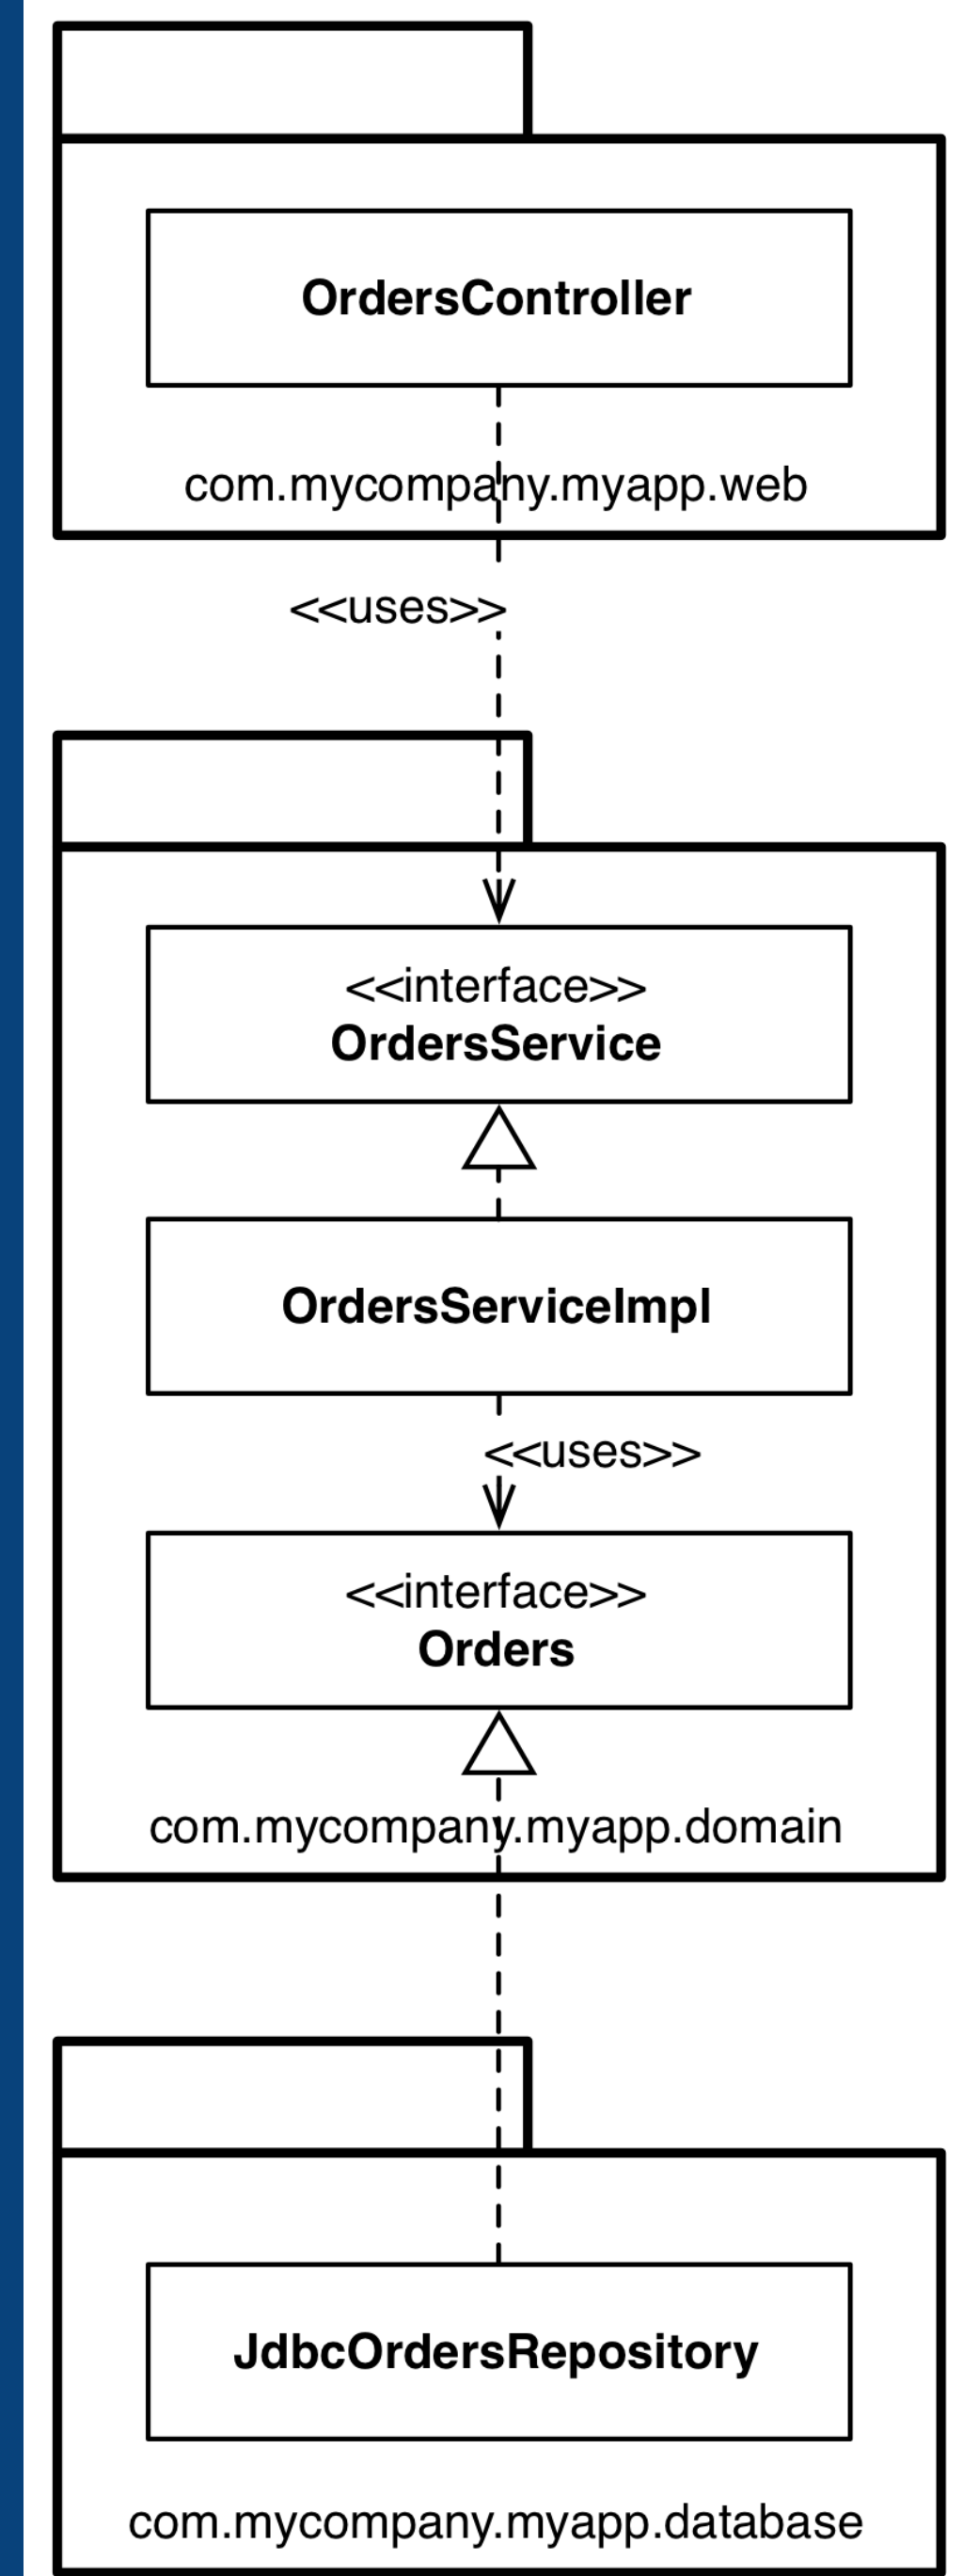 OrdersController
com.mycompany.myapp.web
<<uses>>
<<interface>>
OrdersService
OrdersServiceImpl
<<uses>>
<<interface>>
Orders
com.mycompany.myapp.domain
JdbcOrdersRepository
com.mycompany.myapp.database